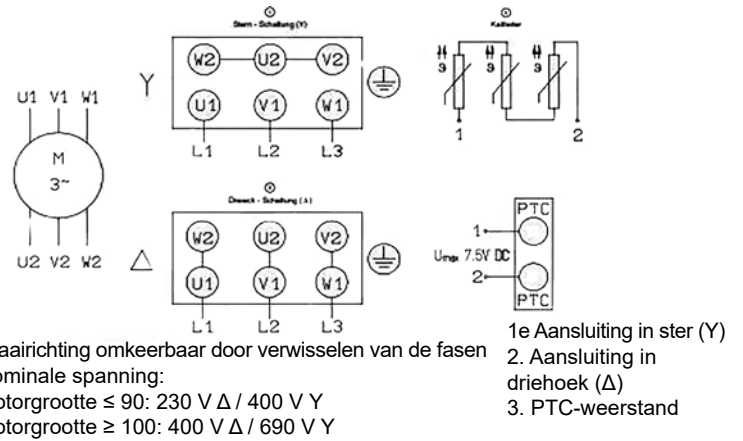 Stern - Schaltung (Y)
Kaltleiter
W2 U2 V2
Y
U1 V1 W1
L1 L2 L3
1 2
U1 V1 W1
M
3~
U2 V2 W2
Dreieck - Schaltung (Δ)
W2 U2 V2
Δ
U1 V1 W1
L1 L2 L3
PTC
1
Umax 7.5V DC
2
PTC
aairichting omkeerbaar door verwisselen van de fasen
ominale spanning:
otorgrootte ≤ 90: 230 V Δ / 400 V Y
otorgrootte ≥ 100: 400 V Δ / 690 V Y
1e Aansluiting in ster (Y)
2. Aansluiting in
driehoek (Δ)
3. PTC-weerstand